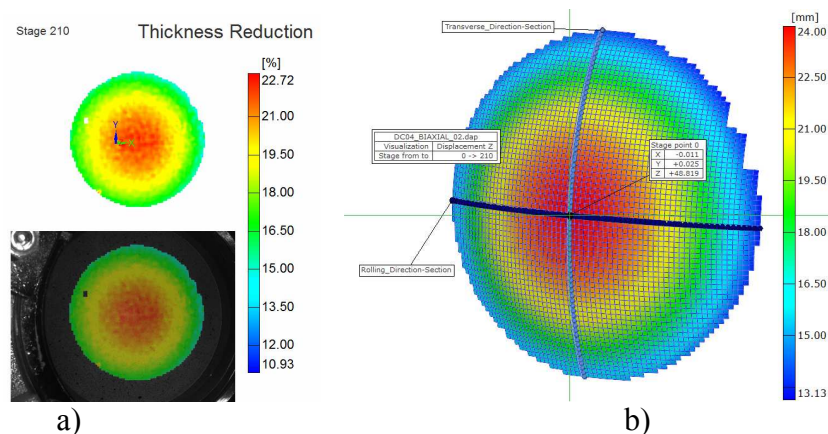 Stage 210
Thickness Reduction
[%]
22.72
21.00
19.50
18.00
16.50
15.00
13.50
12.00
10.93
Y
X
a)
Transverse_Direction-Section
DC04_BIAXIAL_02.dap
Visualization Displacement Z
Stage from to 0 -> 210
Stage point 0
X -0.011
Y +0.025
Z +48.819
Rolling_Direction-Section
[mm]
24.00
22.50
21.00
19.50
18.00
16.50
15.00
13.13
b)